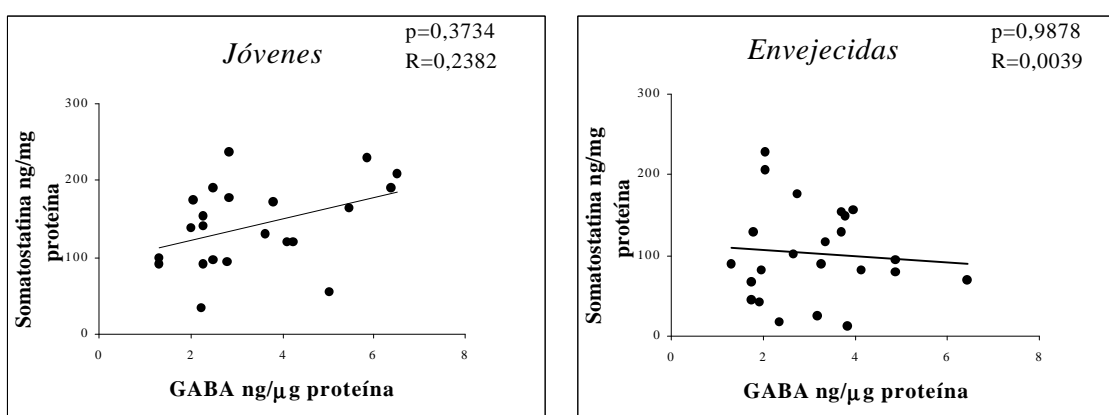 Jóvenes
p=0,3734
R=0,2382
Somatostatina ng/mg
proteína
300
200
100
0
0 2 4 6 8
GABA ng/µg proteína
Envejecidas
p=0,9878
R=0,0039
Somatostatina ng/mg
proteína
300
200
100
0
0 2 4 6 8
GABA ng/µg proteína